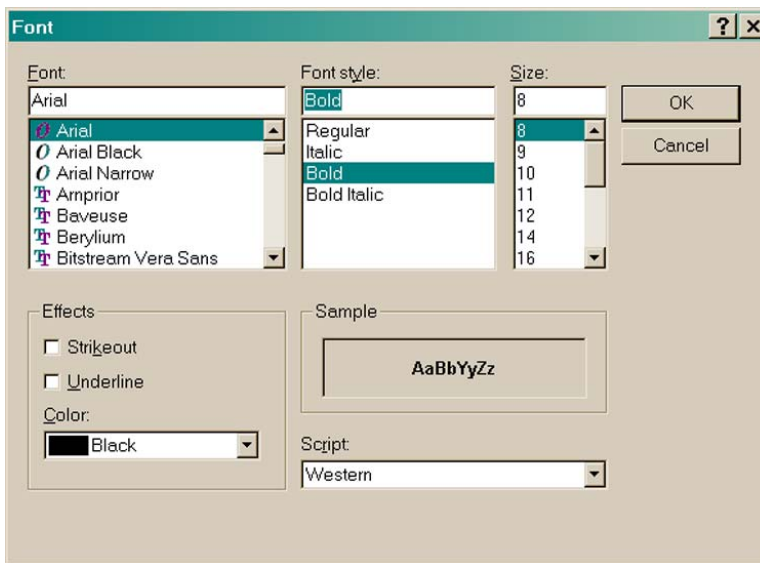 Font
Font:
Arial
Arial
Arial Black
Arial Narrow
Arnprior
Baveuse
Berylium
Bitstream Vera Sans
Font style:
Bold
Regular
Italic
Bold
Bold Italic
Size:
8
8
9
10
11
12
14
16
OK
Cancel
Effects
Strikeout
Underline
Color:
Black
Sample
AaBbYyZz
Script:
Western